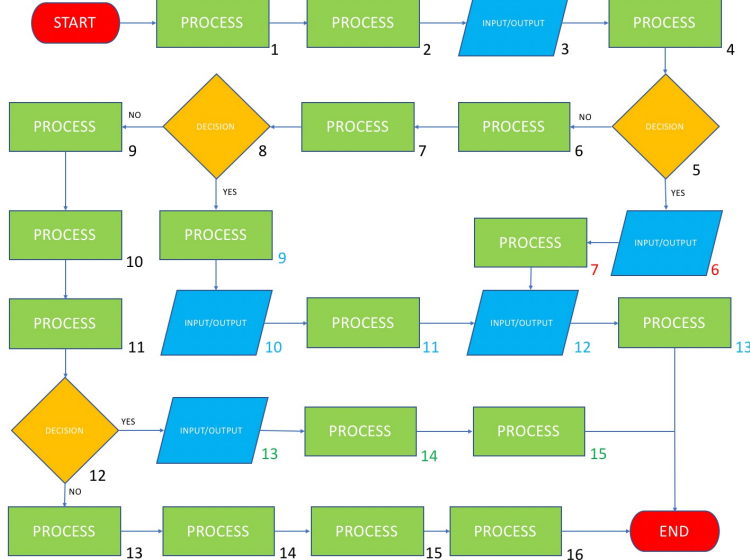 START
PROCESS
1
PROCESS
2
INPUT/OUTPUT
3
PROCESS
4
PROCESS
9
NO
DECISION
8
PROCESS
7
PROCESS
6
NO
DECISION
5
YES
YES
PROCESS
10
PROCESS
9
PROCESS
7
INPUT/OUTPUT
6
PROCESS
11
INPUT/OUTPUT
10
PROCESS
11
INPUT/OUTPUT
12
PROCESS
13
DECISION
12
YES
INPUT/OUTPUT
13
PROCESS
14
PROCESS
15
NO
PROCESS
13
PROCESS
14
PROCESS
15
PROCESS
16
END